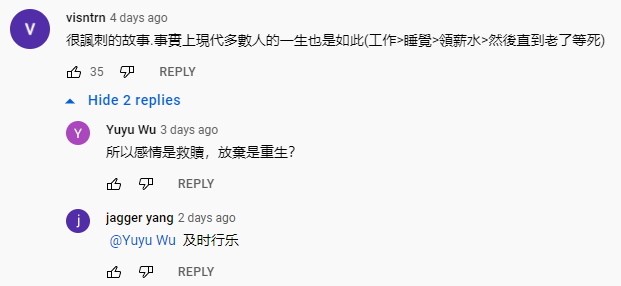 V
visntrn 4 days ago
很諷刺的故事.事實上現代多數人的一生也是如此(工作>睡覺>領薪水>然後直到老了等死)
35 REPLY
Hide 2 replies
Y
Yuyu Wu 3 days ago
所以感情是救贖，放棄是重生？
REPLY
j
jagger yang 2 days ago
@Yuyu Wu 及时行乐
REPLY